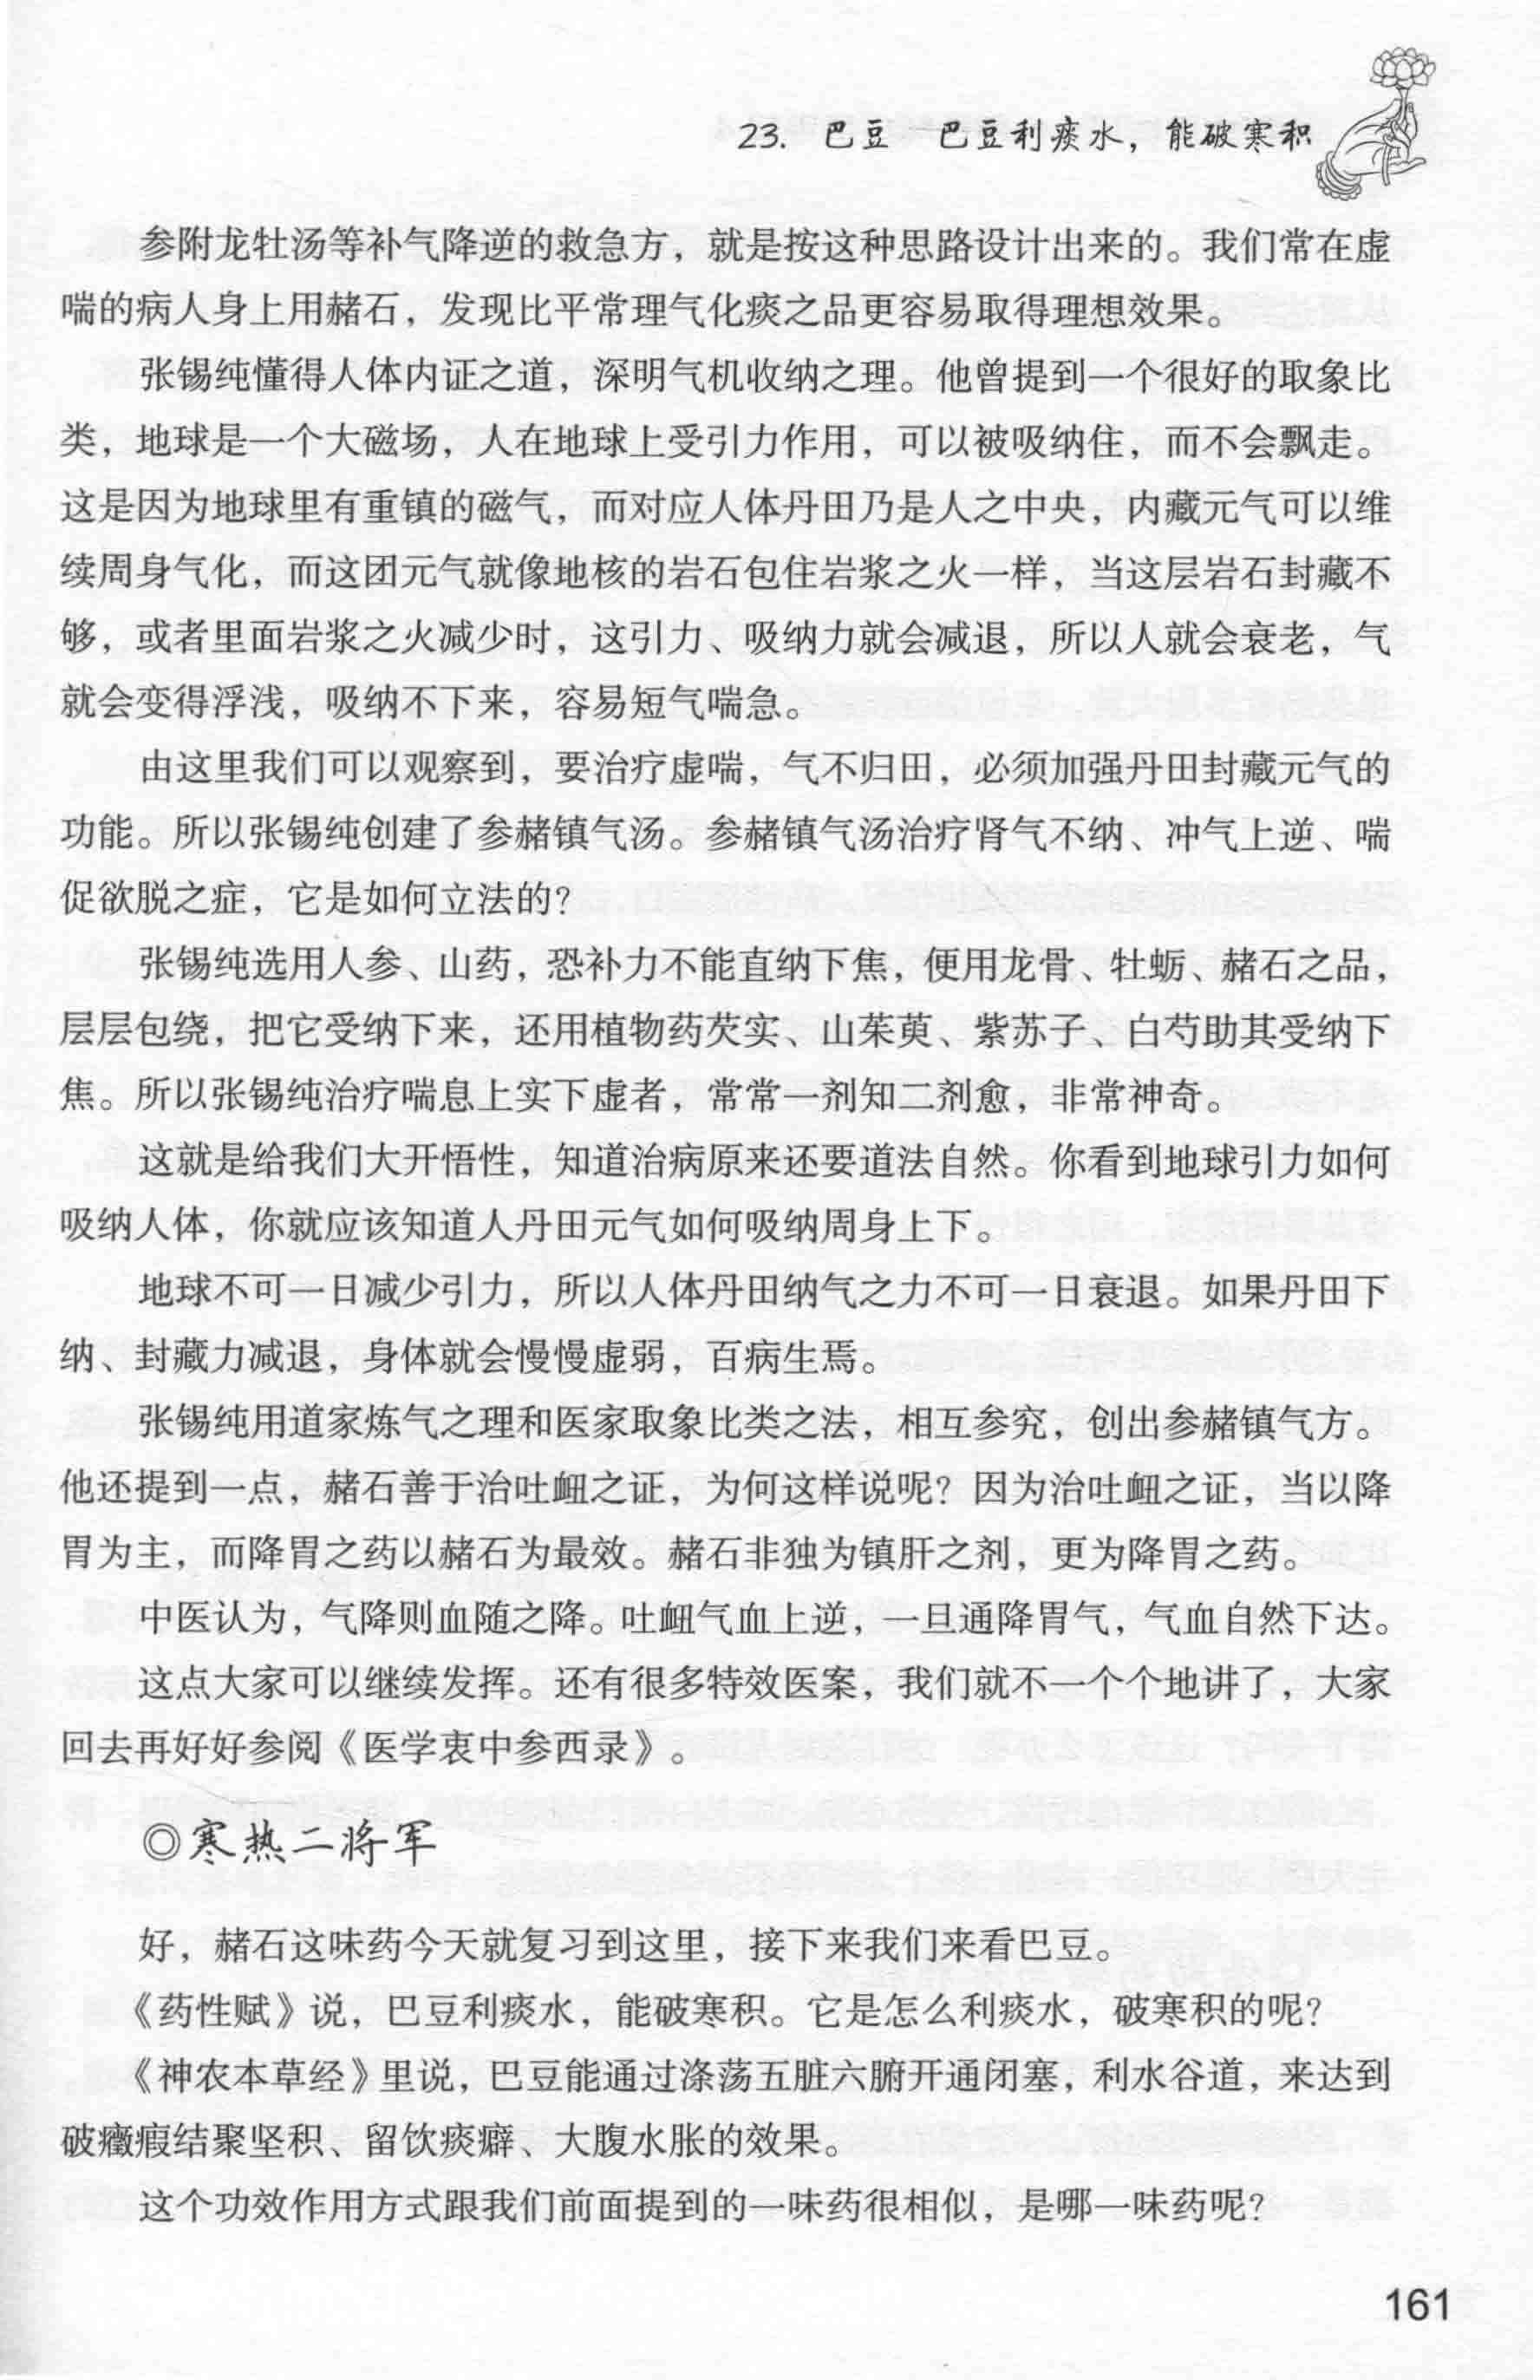 23. 巴豆 巴豆利痰水，能破寒积
参附龙牡汤等补气降逆的救急方，就是按这种思路设计出来的。我们常在虚
喘的病人身上用赭石，发现比平常理气化痰之品更容易取得理想效果。
张锡纯懂得人体内证之道，深明气机收纳之理。他曾提到一个很好的取象比
类，地球是一个大磁场，人在地球上受引力作用，可以被吸纳住，而不会飘走。
这是因为地球里有重镇的磁气，而对应人体丹田乃是人之中央，内藏元气可以维
续周身气化，而这团元气就像地核的岩石包住岩浆之火一样，当这层岩石封藏不
够，或者里面岩浆之火减少时，这引力、吸纳力就会减退，所以人就会衰老，气
就会变得浮浅，吸纳不下来，容易短气喘急。
由这里我们可以观察到，要治疗虚喘，气不归田，必须加强丹田封藏元气的
功能。所以张锡纯创建了参赭镇气汤。参赭镇气汤治疗肾气不纳、冲气上逆、喘
促欲脱之症，它是如何立法的？
张锡纯选用人参、山药，恐补力不能直纳下焦，便用龙骨、牡蛎、赭石之品，
层层包绕，把它受纳下来，还用植物药芡实、山茱萸、紫苏子、白芍助其受纳下
焦。所以张锡纯治疗喘息上实下虚者，常常一剂知二剂愈，非常神奇。
这就是给我们大开悟性，知道治病原来还要道法自然。你看到地球引力如何
吸纳人体，你就应该知道人丹田元气如何吸纳周身上下。
地球不可一日减少引力，所以人体丹田纳气之力不可一日衰退。如果丹田下
纳、封藏力减退，身体就会慢慢虚弱，百病生焉。
张锡纯用道家炼气之理和医家取象比类之法，相互参究，创出参赭镇气方。
他还提到一点，赭石善于治吐衄之证，为何这样说呢？因为治吐衄之证，当以降
胃为主，而降胃之药以赭石为最效。赭石非独为镇肝之剂，更为降胃之药。
中医认为，气降则血随之降。吐衄气血上逆，一旦通降胃气，气血自然下达。
这点大家可以继续发挥。还有很多特效医案，我们就不一个个地讲了，大家
回去再好好参阅《医学衷中参西录》。
◎寒热二将军
好，赭石这味药今天就复习到这里，接下来我们来看巴豆。
《药性赋》说，巴豆利痰水，能破寒积。它是怎么利痰水，破寒积的呢？
《神农本草经》里说，巴豆能通过涤荡五脏六腑开通闭塞，利水谷道，来达到
破癥瘕结聚坚积、留饮痰癖、大腹水胀的效果。
这个功效作用方式跟我们前面提到的一味药很相似，是哪一味药呢？
161